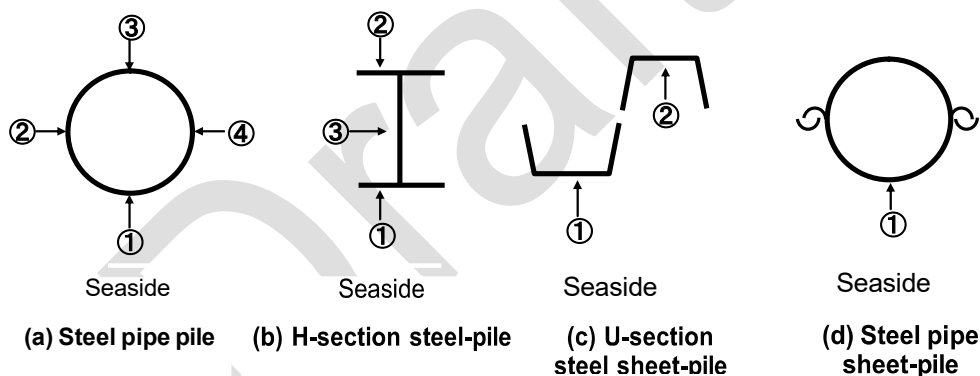 ③
②
④
①
Seaside
(a) Steel pipe pile
②
③
①
Seaside
(b) H-section steel-pile
②
①
Seaside
(c) U-section
steel sheet-pile
①
Seaside
(d) Steel pipe
sheet-pile